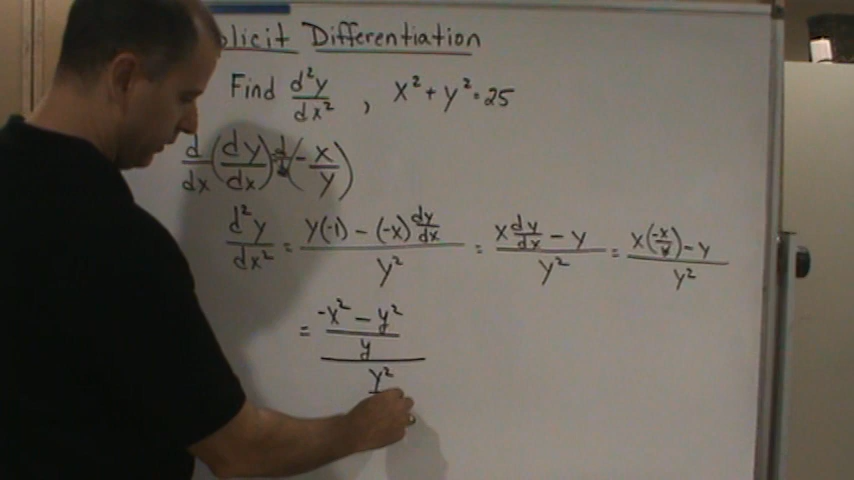 plicit Differentiation
Find d²y/dx² , x² + y² = 25
d/dx (dy/dx) = d/dx (- x/y)
d²y/dx² = y(-1) - (-x) dy/dx / y² = x dy/dx - y / y² = x(-x/y) - y / y²
= -x² - y² / y / y²